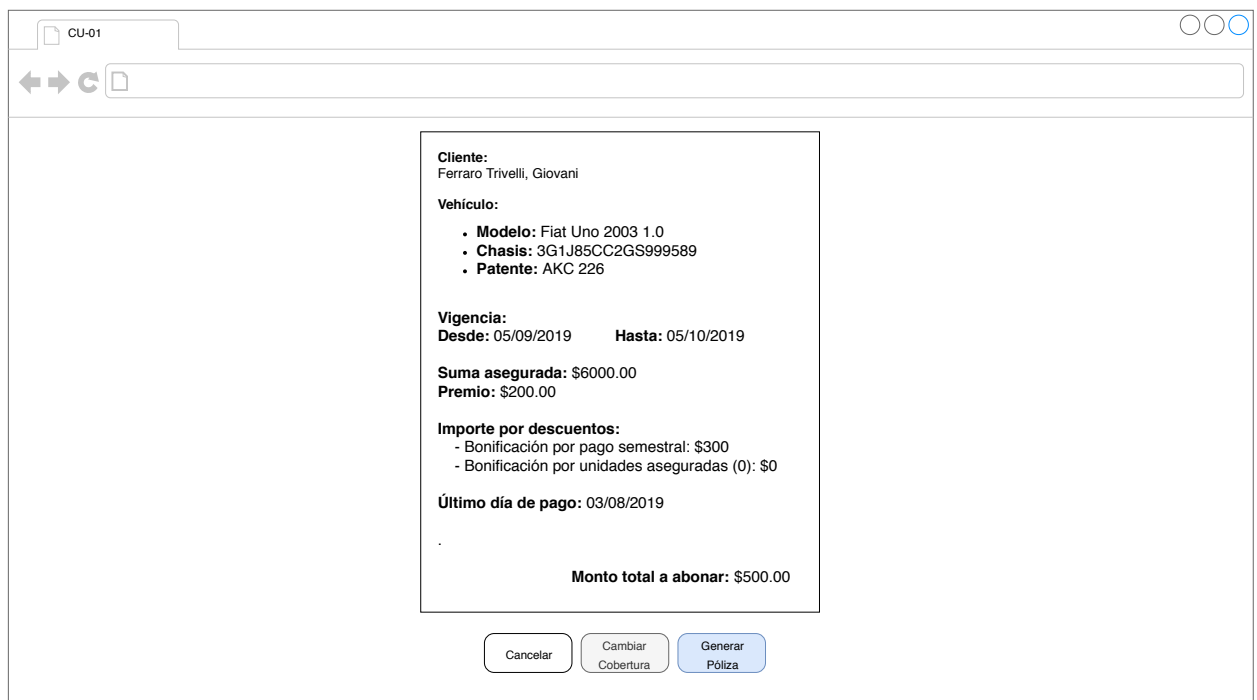 CU-01
Cliente:
Ferraro Trivelli, Giovani
Vehículo:
• Modelo: Fiat Uno 2003 1.0
• Chasis: 3G1J85CC2GS999589
• Patente: AKC 226
Vigencia:
Desde: 05/09/2019 Hasta: 05/10/2019
Suma asegurada: $6000.00
Premio: $200.00
Importe por descuentos:
- Bonificación por pago semestral: $300
- Bonificación por unidades aseguradas (0): $0
Último día de pago: 03/08/2019
.
Monto total a abonar: $500.00
Cancelar
Cambiar
Cobertura
Generar
Póliza